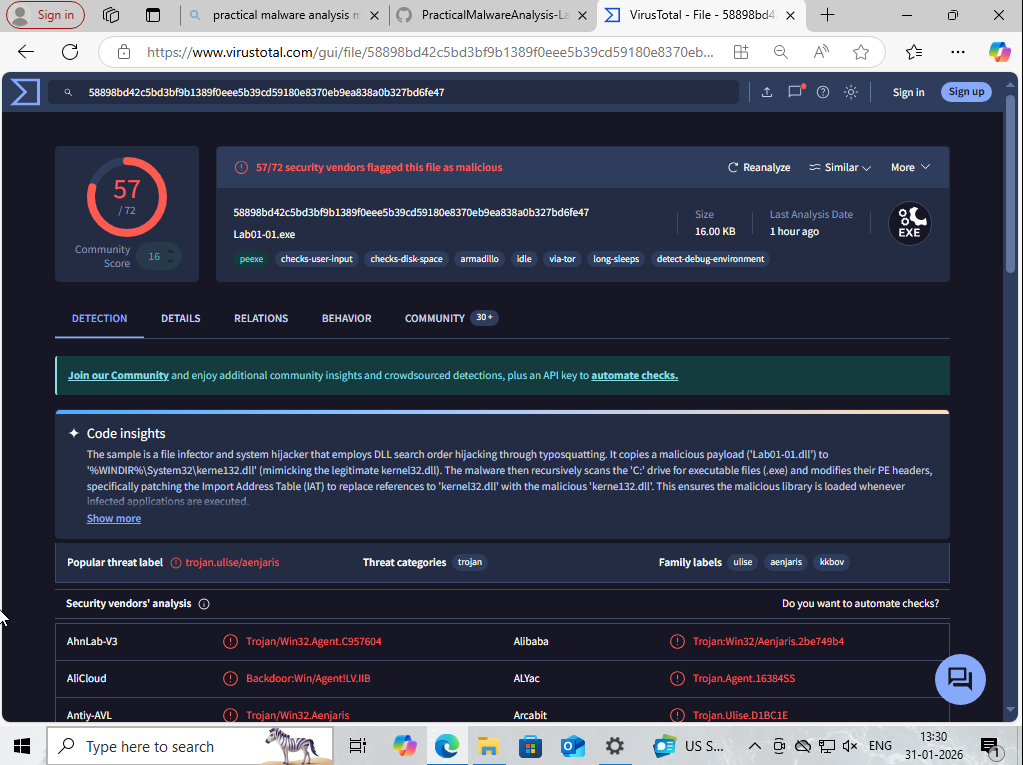 Sign in
practical malware analysis m
PracticalMalwareAnalysis-La
VirusTotal - File - 58898bd4
https://www.virustotal.com/gui/file/58898bd42c5bd3bf9b1389f0eee5b39cd59180e8370eb...
58898bd42c5bd3bf9b1389f0eee5b39cd59180e8370eb9ea838a0b327bd6fe47
Sign in
Sign up
57
/ 72
Community
Score
16
57/72 security vendors flagged this file as malicious
Reanalyze
Similar
More
58898bd42c5bd3bf9b1389f0eee5b39cd59180e8370eb9ea838a0b327bd6fe47
Lab01-01.exe
Size
16.00 KB
Last Analysis Date
1 hour ago
EXE
peexe
checks-user-input
checks-disk-space
armadillo
idle
via-tor
long-sleeps
detect-debug-environment
DETECTION
DETAILS
RELATIONS
BEHAVIOR
COMMUNITY
30+
Join our Community and enjoy additional community insights and crowdsourced detections, plus an API key to automate checks.
Code insights
The sample is a file infector and system hijacker that employs DLL search order hijacking through typosquatting. It copies a malicious payload ('Lab01-01.dll') to
'%WINDIR%\System32\kerne132.dll' (mimicking the legitimate kernel32.dll). The malware then recursively scans the 'C:' drive for executable files (.exe) and modifies their PE headers,
specifically patching the Import Address Table (IAT) to replace references to 'kernel32.dll' with the malicious 'kerne132.dll'. This ensures the malicious library is loaded whenever
infected applications are executed.
Show more
Popular threat label
trojan.ulise/aenjaris
Threat categories
trojan
Family labels
ulise
aenjaris
kkbov
Security vendors' analysis
Do you want to automate checks?
AhnLab-V3
Trojan/Win32.Agent.C957604
Alibaba
Trojan:Win32/Aenjaris.2be749b4
AliCloud
Backdoor:Win/Agent!LV.IIB
ALYac
Trojan.Agent.16384SS
Antiy-AVL
Trojan/Win32.Aenjaris
Arcabit
Trojan.Ulise.D1BC1E
Type here to search
US S...
ENG
13:30
31-01-2026
1